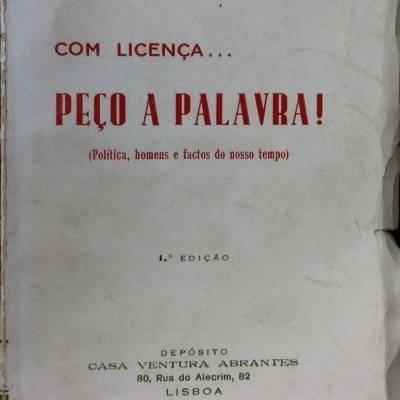 COM LICENÇA...
PEÇO A PALAVRA!
(Política, homens e factos do nosso tempo)
1.ª EDIÇÃO
DEPÓSITO
CASA VENTURA ABRANTES
80, Rua do Alecrim, 82
LISBOA